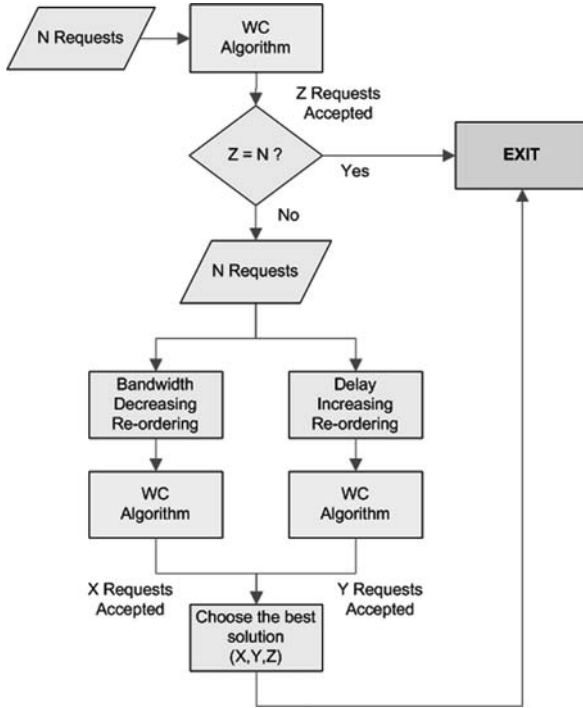 N Requests
WC
Algorithm
Z Requests
Accepted
Z = N ?
Yes
EXIT
No
N Requests
Bandwidth
Decreasing
Re-ordering
Delay
Increasing
Re-ordering
WC
Algorithm
WC
Algorithm
X Requests
Accepted
Y Requests
Accepted
Choose the best
solution
(X,Y,Z)